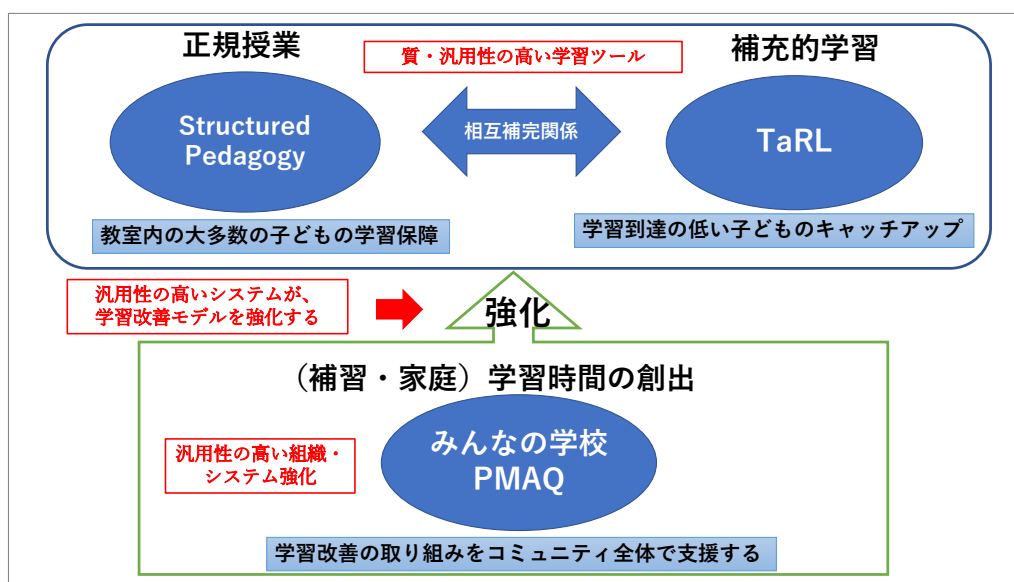 正規授業
質・汎用性の高い学習ツール
補充的学習
Structured
Pedagogy
相互補完関係
TaRL
教室内の大多数の子どもの学習保障
学習到達の低い子どものキャッチアップ
汎用性の高いシステムが、
学習改善モデルを強化する
強化
（補習・家庭）学習時間の創出
汎用性の高い組織・
システム強化
みんなの学校
PMAQ
学習改善の取り組みをコミュニティ全体で支援する